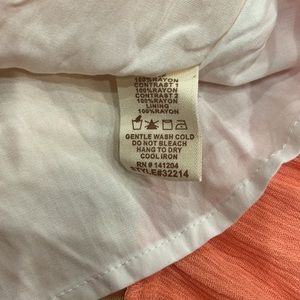 100%RAYON
CONTRAST 1
100%RAYON
CONTRAST 2
100%RAYON
LINING
100%RAYON
GENTLE WASH COLD
DO NOT BLEACH
HANG TO DRY
COOL IRON
RN # 141204
STYLE#32214